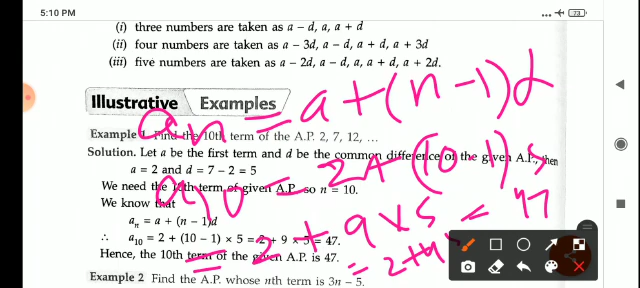 5:10 PM
73
(i) three numbers are taken as a − d, a, a + d
(ii) four numbers are taken as a − 3d, a − d, a + d, a + 3d
(iii) five numbers are taken as a − 2d, a − d, a, a + d, a + 2d.
Illustrative Examples
an = a + (n − 1) d
Example 1 Find the 10th term of the A.P. 2, 7, 12, ...
Solution. Let a be the first term and d be the common difference of the given A.P., then
a = 2 and d = 7 − 2 = 5
a10 = 2 + (10 − 1) 5
We need the 10th term of given A.P. so n = 10.
We know that
aₙ = a + (n − 1)d
= 2 + 9 × 5 = 47
∴ a₁₀ = 2 + (10 − 1) × 5 = 2 + 9 × 5 = 47.
Hence, the 10th term of the given A.P. is 47.
= 2 + 45
Example 2 Find the A.P. whose nth term is 3n − 5.